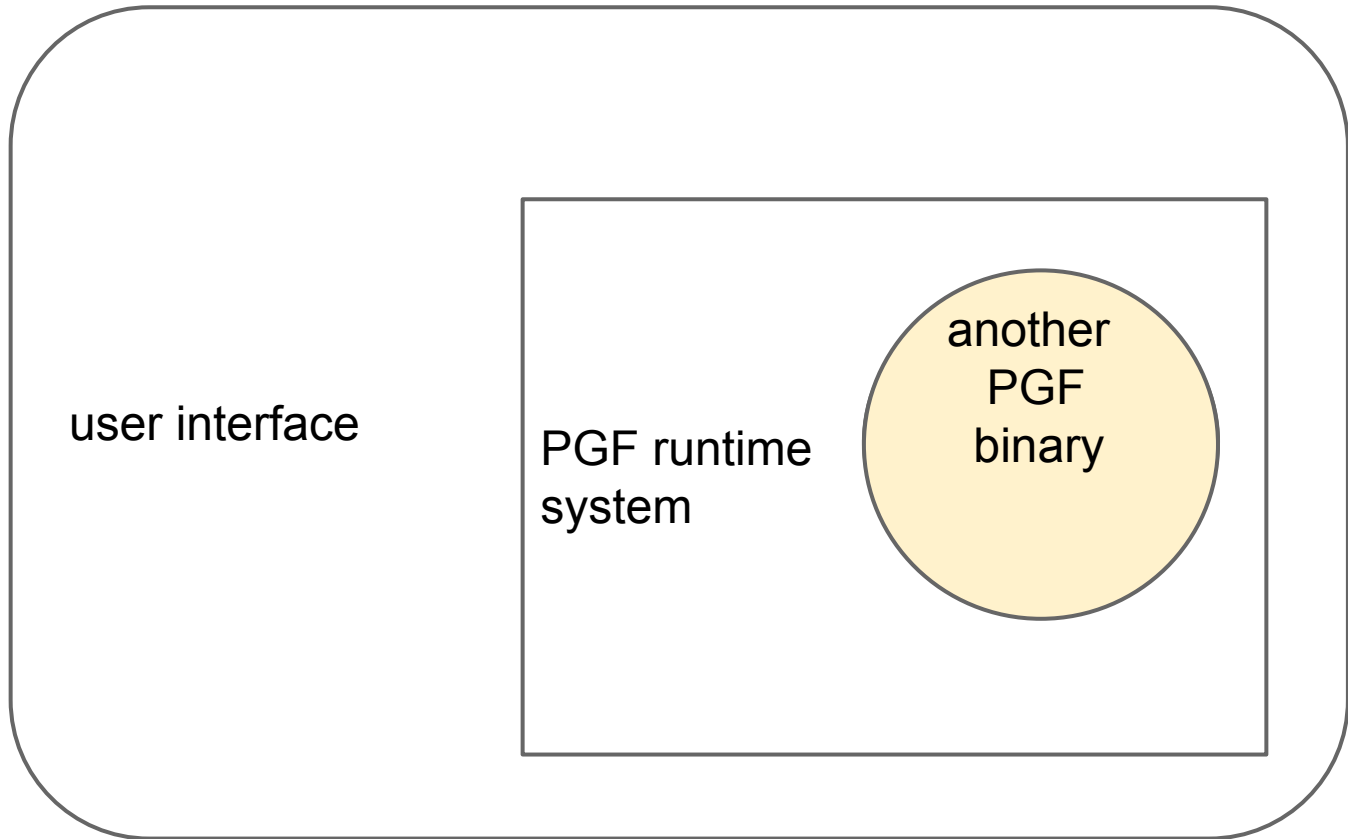 user interface
PGF runtime
system
another
PGF
binary